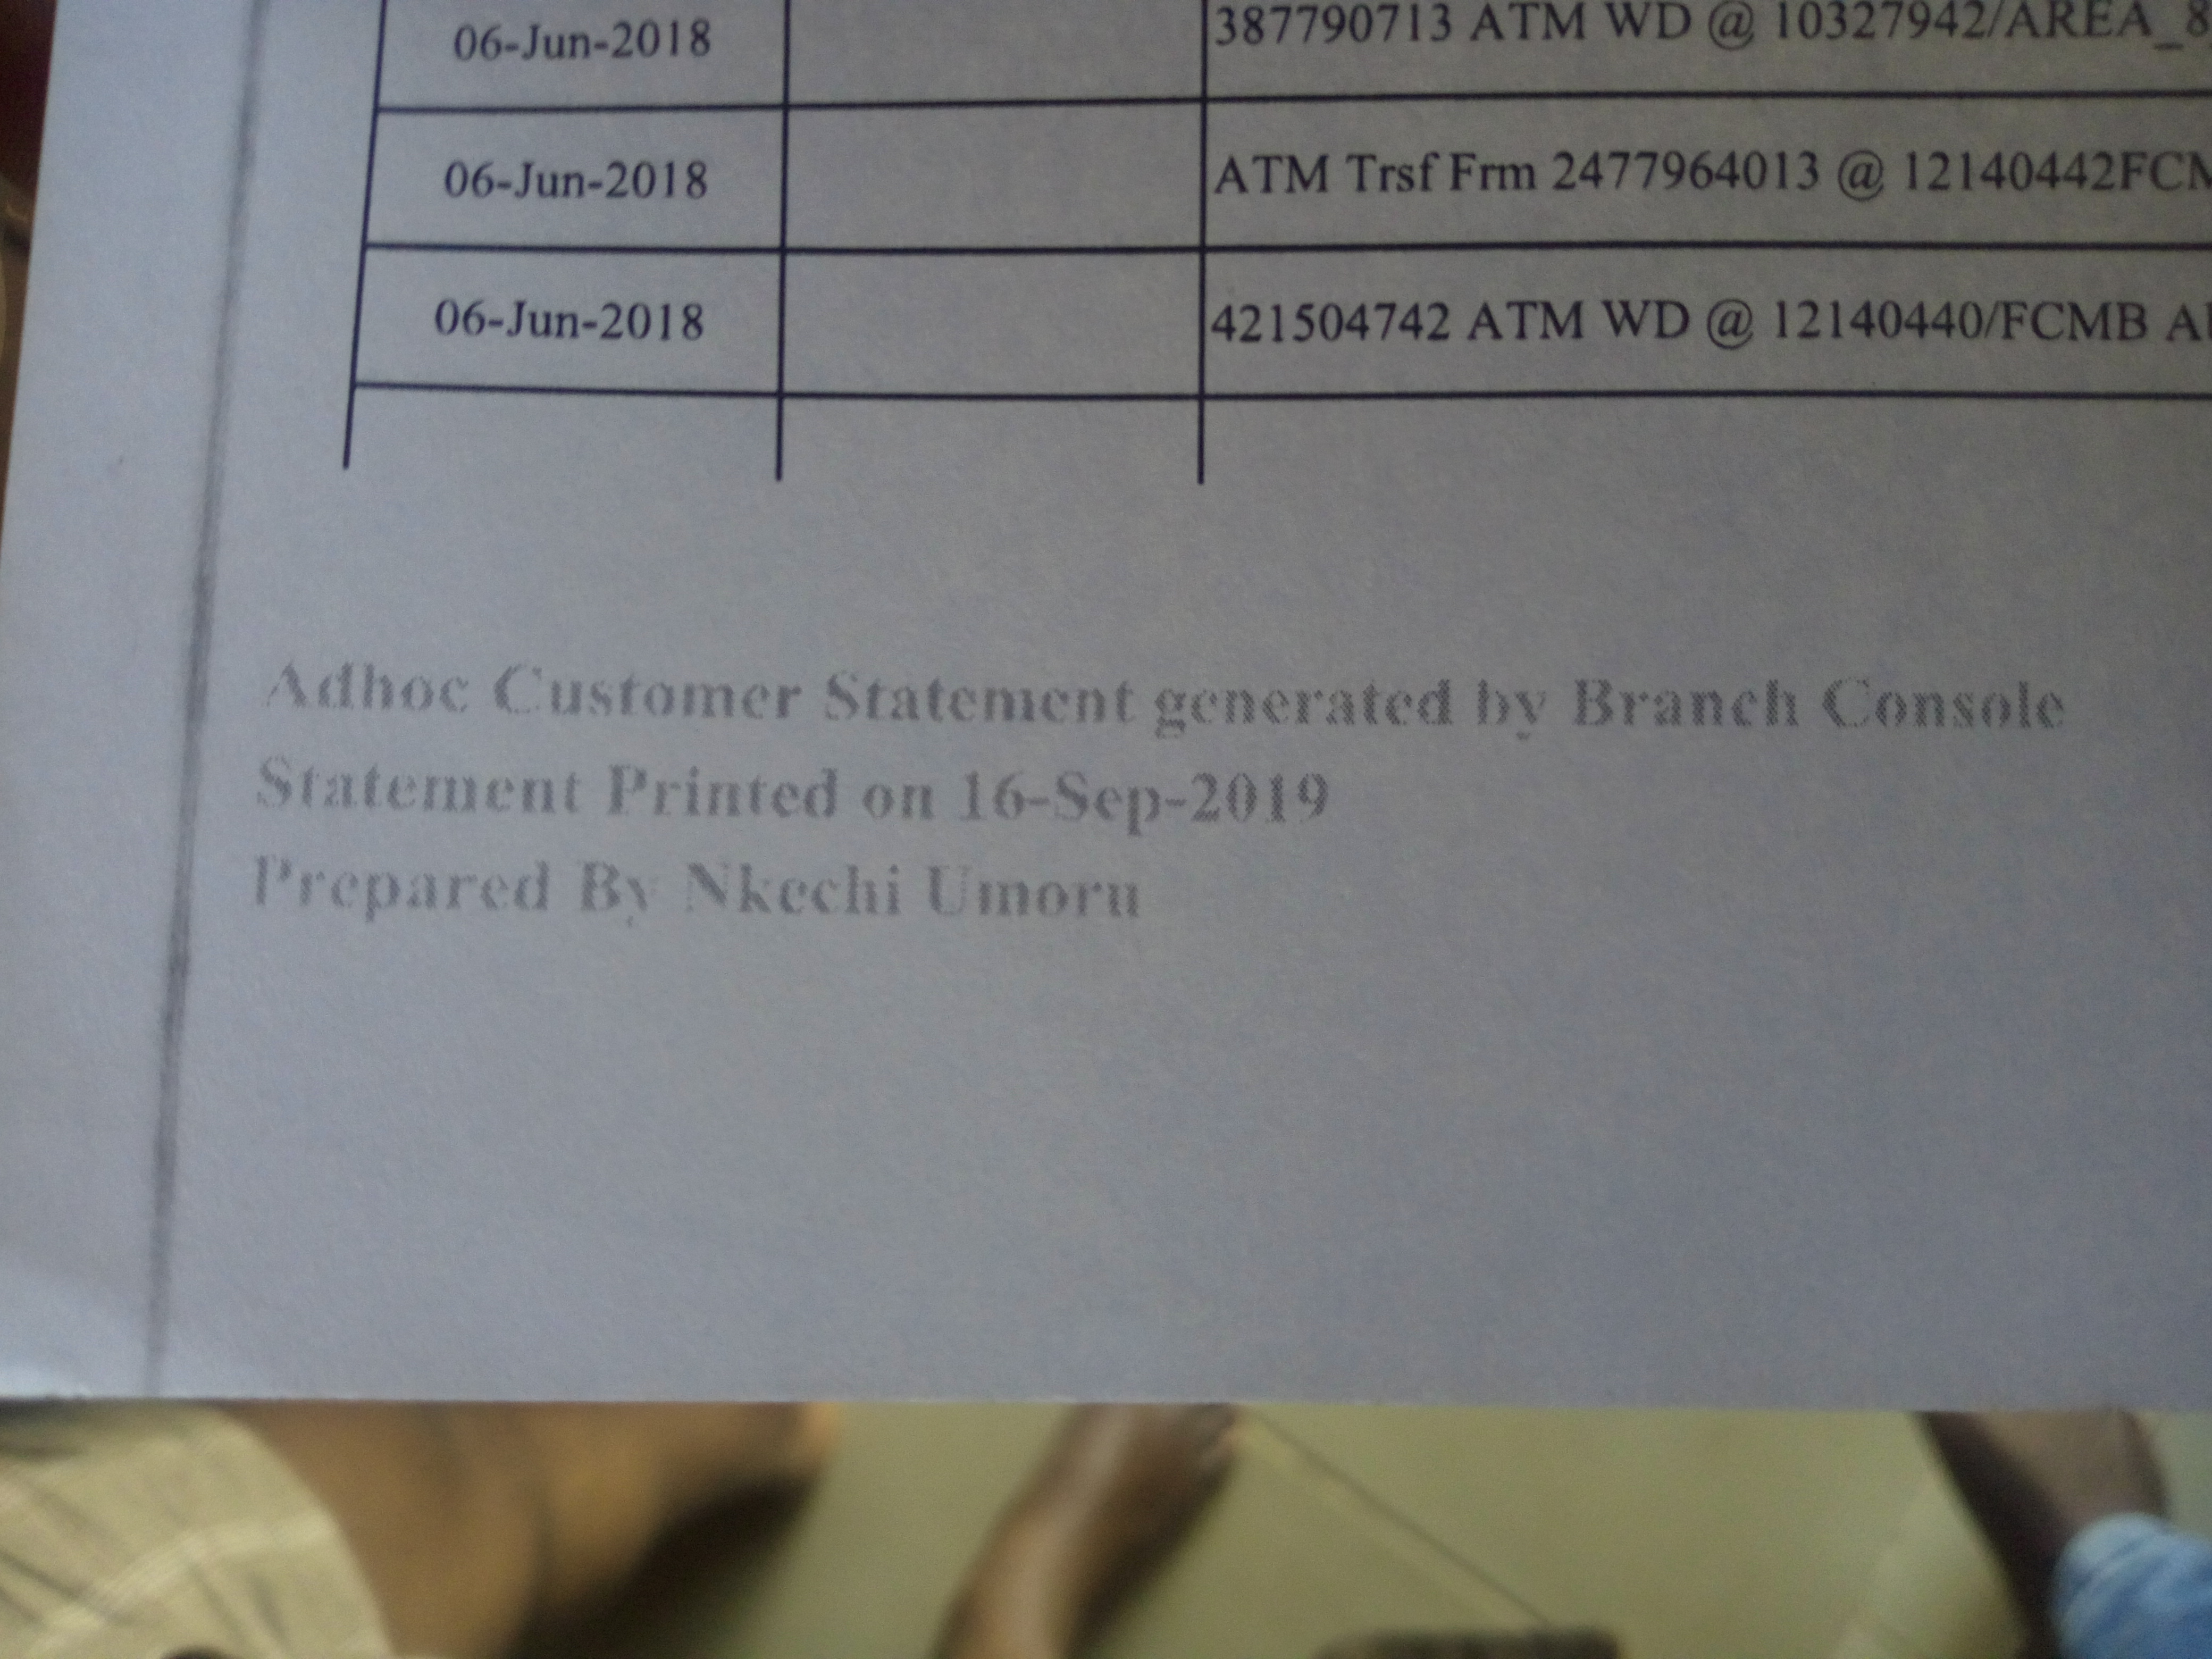 06-Jun-2018 387790713 ATM WD @ 10327942/AREA_8
06-Jun-2018 ATM Trsf Frm 2477964013 @ 12140442FCM
06-Jun-2018 421504742 ATM WD @ 12140440/FCMB
Adhoc Customer Statement generated by Branch Console
Statement Printed on 16-Sep-2019
Prepared By Nkechi Umoru